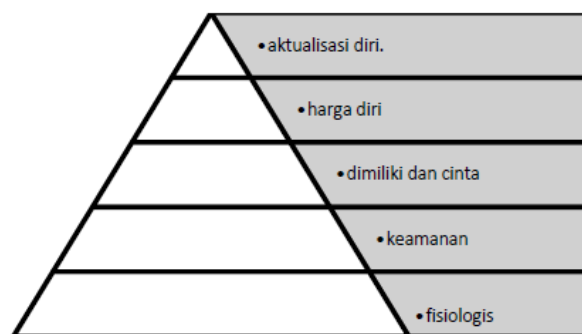 •aktualisasi diri.
•harga diri
•dimiliki dan cinta
•keamanan
•fisiologis